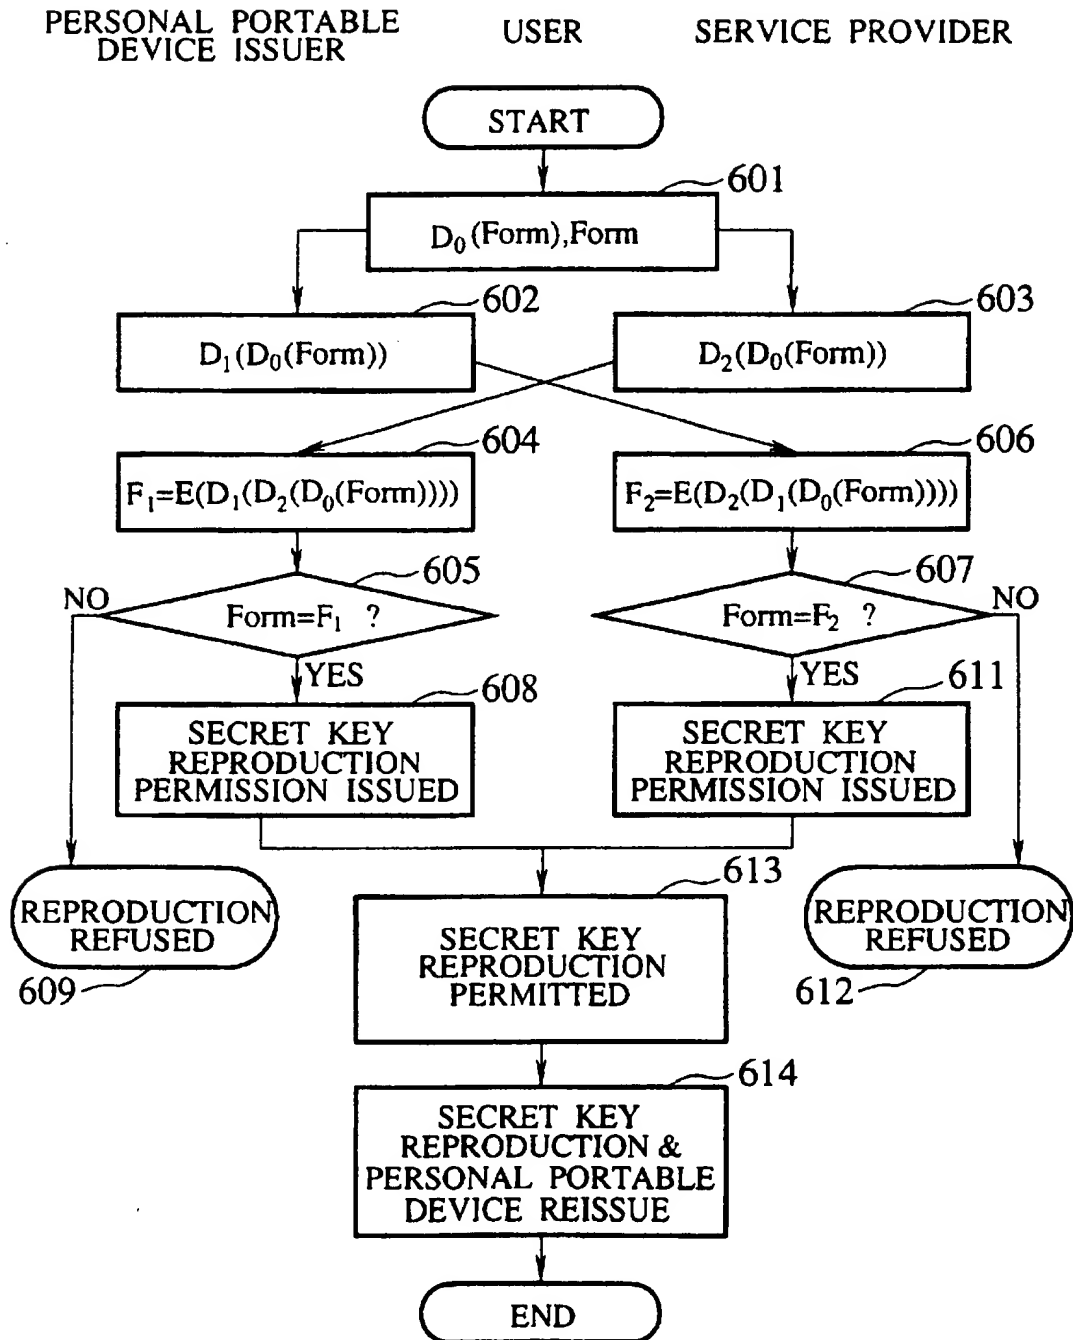 PERSONAL PORTABLE
DEVICE ISSUER
USER
SERVICE PROVIDER
START
601
D₀(Form),Form
602
603
D₁(D₀(Form))
D₂(D₀(Form))
604
606
F₁=E(D₁(D₂(D₀(Form))))
F₂=E(D₂(D₁(D₀(Form))))
605
607
NO
Form=F₁ ?
Form=F₂ ?
NO
YES
YES
608
611
SECRET KEY
REPRODUCTION
PERMISSION ISSUED
SECRET KEY
REPRODUCTION
PERMISSION ISSUED
613
REPRODUCTION
REFUSED
609
SECRET KEY
REPRODUCTION
PERMITTED
REPRODUCTION
REFUSED
612
614
SECRET KEY
REPRODUCTION &
PERSONAL PORTABLE
DEVICE REISSUE
END